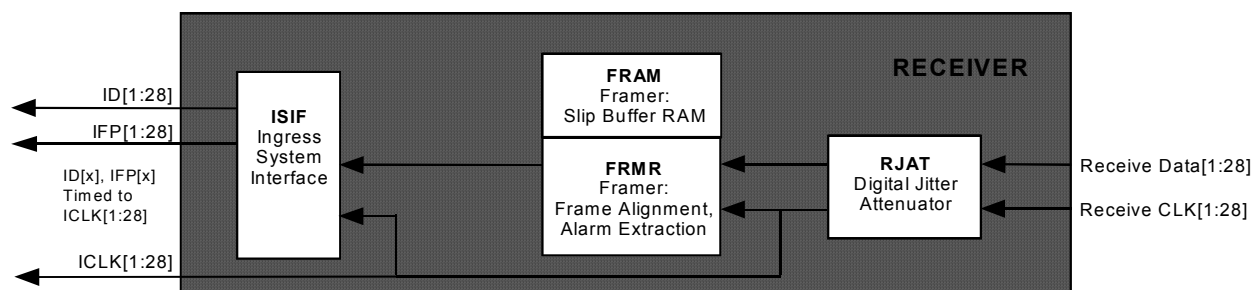 RECEIVER
ID[1:28]
IFP[1:28]
ID[x], IFP[x]
Timed to
ICLK[1:28]
ICLK[1:28]
ISIF
Ingress
System
Interface
FRAM
Framer:
Slip Buffer RAM
FRMR
Framer:
Frame Alignment,
Alarm Extraction
RJAT
Digital Jitter
Attenuator
Receive Data[1:28]
Receive CLK[1:28]